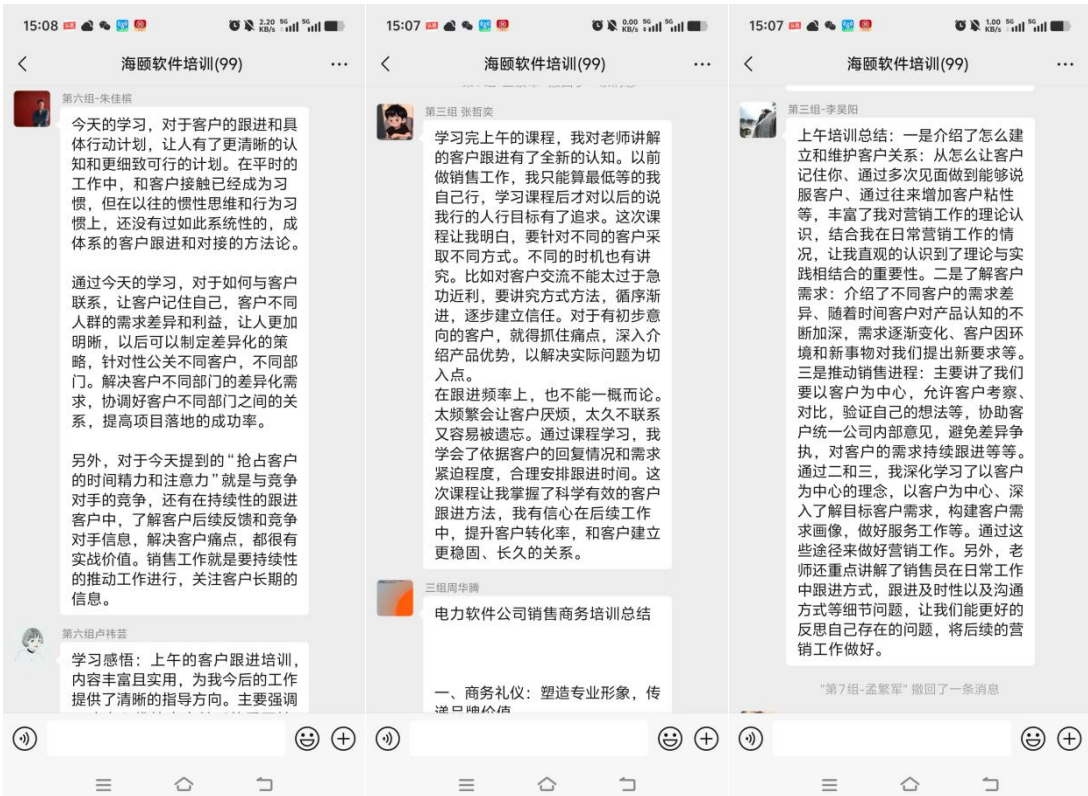 15:08
2.20 KB/s
5G
5G
海颐软件培训(99)
第六组-朱佳槟
今天的学习，对于客户的跟进和具
体行动计划，让人有了更清晰的认
知和更细致可行的计划。在平时的
工作中，和客户接触已经成为习
惯，但在以往的惯性思维和行为习
惯上，还没有过如此系统性的，成
体系的客户跟进和对接的方法论。
通过今天的学习，对于如何与客户
联系，让客户记住自己，客户不同
人群的需求差异和利益，让人更加
明晰，以后可以制定差异化的策
略，针对性公关不同客户，不同部
门。解决客户不同部门的差异化需
求，协调好客户不同部门之间的关
系，提高项目落地的成功率。
另外，对于今天提到的“抢占客户
的时间精力和注意力”就是与竞争
对手的竞争，还有在持续性的跟进
客户中，了解客户后续反馈和竞争
对手信息，解决客户痛点，都很有
实战价值。销售工作就是要持续性
的推动工作进行，关注客户长期的
信息。
第六组卢祎芸
学习感悟：上午的客户跟进培训，
内容丰富且实用，为我今后的工作
提供了清晰的指导方向。主要强调
15:07
0.00 KB/s
5G
5G
海颐软件培训(99)
第三组 张哲奕
学习完上午的课程，我对老师讲解
的客户跟进有了全新的认知。以前
做销售工作，我只能算最低等的我
自己行，学习课程后才对以后的说
我行的人行目标有了追求。这次课
程让我明白，要针对不同的客户采
取不同方式。不同的时机也有讲
究。比如对客户交流不能太过于急
功近利，要讲究方式方法，循序渐
进，逐步建立信任。对于有初步意
向的客户，就得抓住痛点，深入介
绍产品优势，以解决实际问题为切
入点。
在跟进频率上，也不能一概而论。
太频繁会让客户厌烦，太久不联系
又容易被遗忘。通过课程学习，我
学会了依据客户的回复情况和需求
紧迫程度，合理安排跟进时间。这
次课程让我掌握了科学有效的客户
跟进方法，我有信心在后续工作
中，提升客户转化率，和客户建立
更稳固、长久的关系。
三组周华腾
电力软件公司销售商务培训总结
一、商务礼仪：塑造专业形象，传
递品牌价值
15:07
1.00 KB/s
5G
5G
海颐软件培训(99)
第三组-李昊阳
上午培训总结：一是介绍了怎么建
立和维护客户关系：从怎么让客户
记住你、通过多次见面做到能够说
服客户、通过往来增加客户粘性
等，丰富了我对营销工作的理论认
识，结合我在日常营销工作的情
况，让我直观的认识到了理论与实
践相结合的重要性。二是了解客户
需求：介绍了不同客户的需求差
异、随着时间客户对产品认知的不
断加深，需求逐渐变化、客户因环
境和新事物对我们提出新要求等。
三是推动销售进程：主要讲了我们
要以客户为中心，允许客户考察、
对比，验证自己的想法等，协助客
户统一公司内部意见，避免差异争
执，对客户的需求持续跟进等等。
通过二和三，我深化学习了以客户
为中心的理念，以客户为中心、深
入了解目标客户需求，构建客户需
求画像，做好服务工作等。通过这
些途径来做好营销工作。另外，老
师还重点讲解了销售员在日常工作
中跟进方式，跟进及时性以及沟通
方式等细节问题，让我们能更好的
反思自己存在的问题，将后续的营
销工作做好。
"第7组-孟繁军" 撤回了一条消息